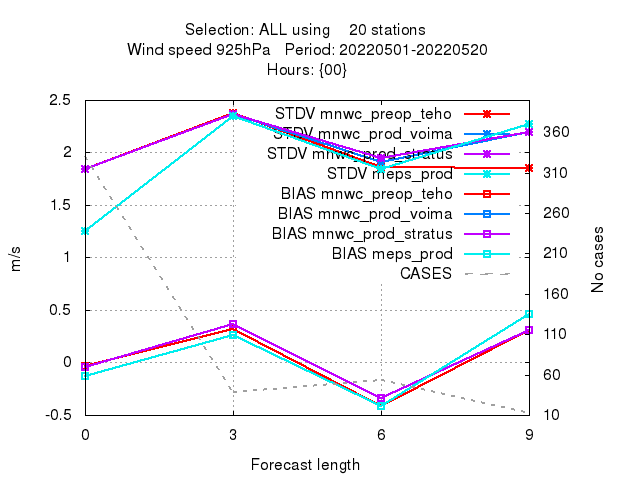 Selection: ALL using 20 stations
Wind speed 925hPa Period: 20220501-20220520
Hours: {00}
STDV mnwc_preop_teho
STDV mnwc_prod_voima
STDV mnwc_prod_stratus
STDV meps_prod
BIAS mnwc_preop_teho
BIAS mnwc_prod_voima
BIAS mnwc_prod_stratus
BIAS meps_prod
CASES
2.5
2
1.5
1
0.5
0
-0.5
m/s
360
310
260
210
160
110
60
10
No cases
0 3 6 9
Forecast length